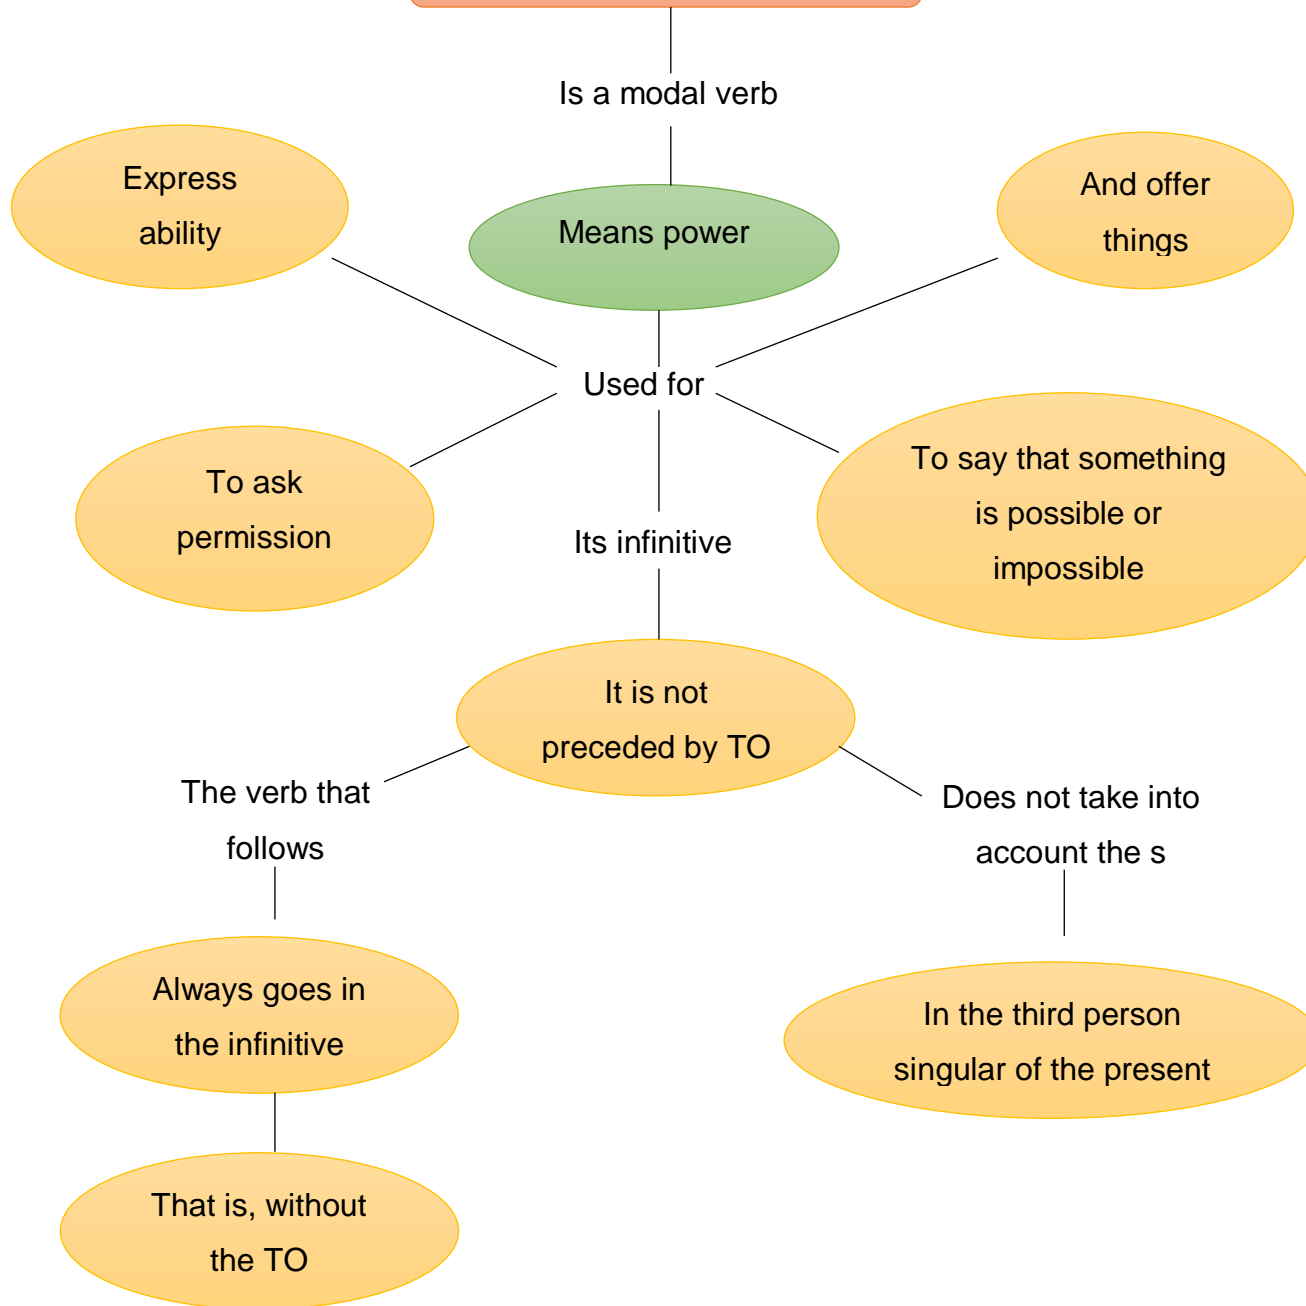 Is a modal verb
Express
ability
Means power
And offer
things
Used for
To ask
permission
To say that something
is possible or
impossible
Its infinitive
It is not
preceded by TO
The verb that
follows
Does not take into
account the s
Always goes in
the infinitive
In the third person
singular of the present
That is, without
the TO